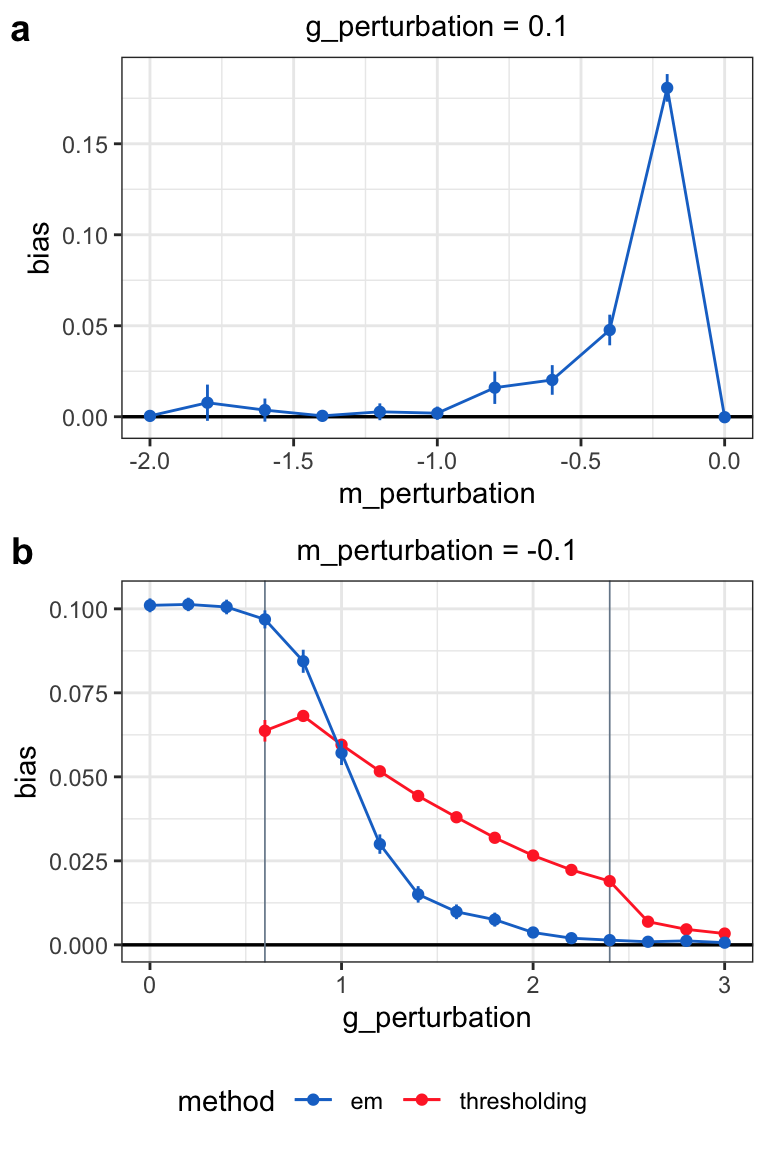 a
g_perturbation = 0.1
0.15
0.10
0.05
0.00
bias
-2.0 -1.5 -1.0 -0.5 0.0
m_perturbation
b
m_perturbation = -0.1
0.100
0.075
0.050
0.025
0.000
bias
0 1 2 3
g_perturbation
method em thresholding